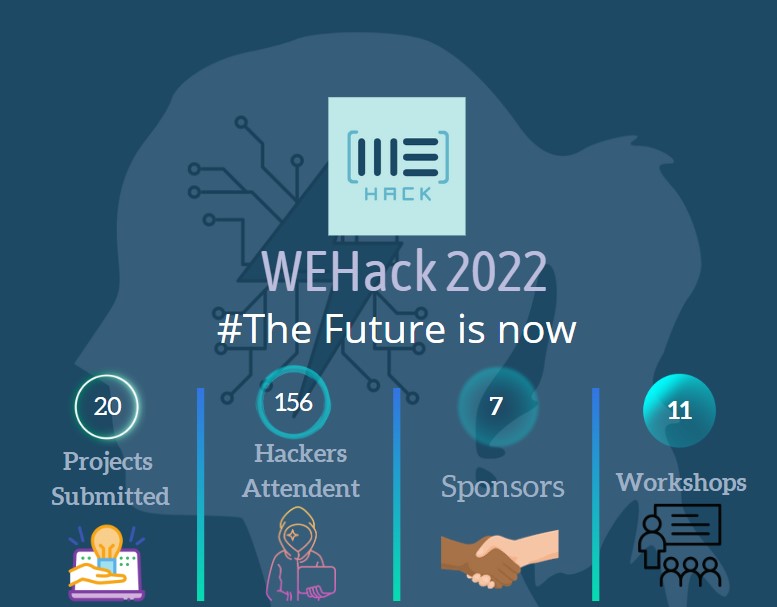 WE
HACK
WEHack 2022
#The Future is now
20
Projects
Submitted
156
Hackers
Attendent
7
Sponsors
11
Workshops